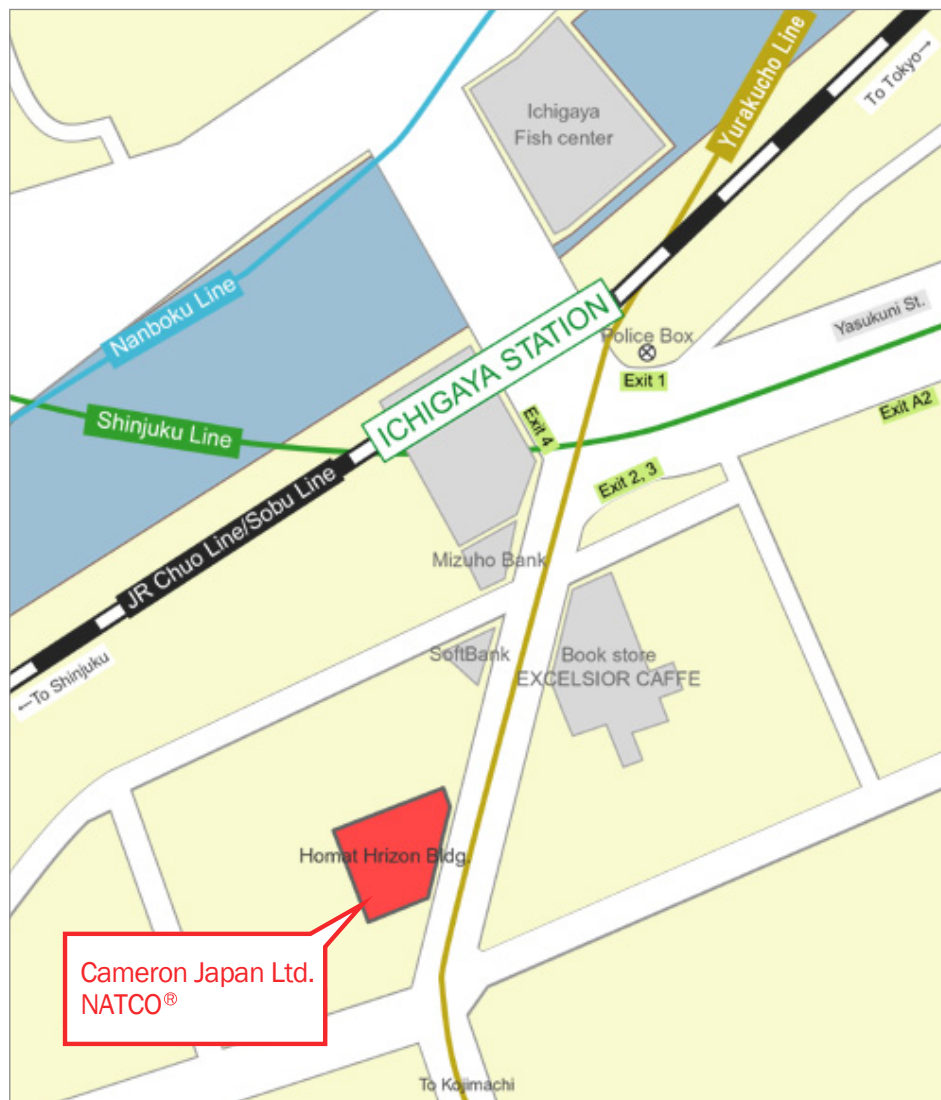 Yurakucho Line
To Tokyo→
Ichigaya
Fish center
Nanboku Line
ICHIGAYA STATION
Police Box
Yasukuni St.
Exit 1
Shinjuku Line
Exit 4
Exit A2
Exit 2, 3
JR Chuo Line/Sobu Line
Mizuho Bank
←To Shinjuku
SoftBank
Book store
EXCELSIOR CAFFE
Homat Hrizon Bldg.
Cameron Japan Ltd.
NATCO®
To Kojimachi